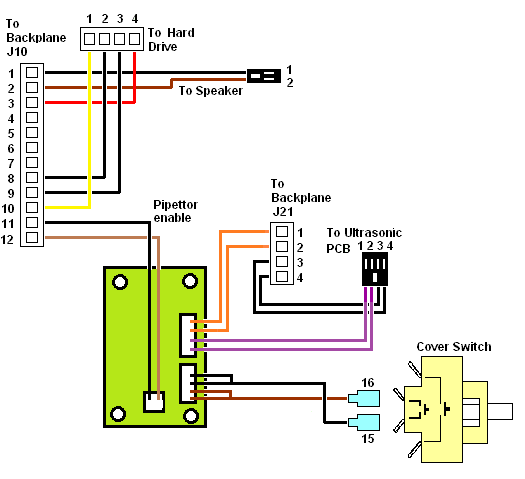 To
Backplane
J10
1 2 3 4
To Hard
Drive
1
2
3
4
5
6
7
8
9
10
11
12
1
2
To Speaker
Pipettor
enable
To
Backplane
J21
1
2
3
4
To Ultrasonic
PCB 1 2 3 4
Cover Switch
16
15